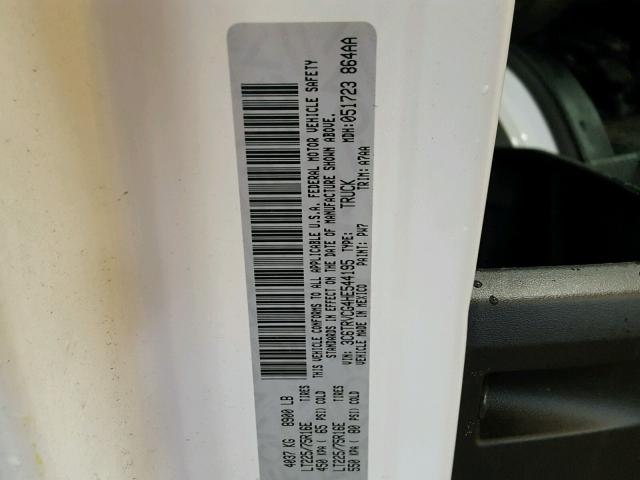 4037 KG 8900 LB
LT225/75R16E TIRES
450 KPA ( 65 PSI) COLD
LT225/75R16E TIRES
550 KPA ( 80 PSI) COLD
THIS VEHICLE CONFORMS TO ALL APPLICABLE U.S.A. FEDERAL MOTOR VEHICLE SAFETY
STANDARDS IN EFFECT ON THE DATE OF MANUFACTURE SHOWN ABOVE.
VIN: 3C6TRVCG4HE544195 TYPE: TRUCK MDH:051723 864AA
PAINT: PW7 TRIM: A7AA
VEHICLE MADE IN MEXICO